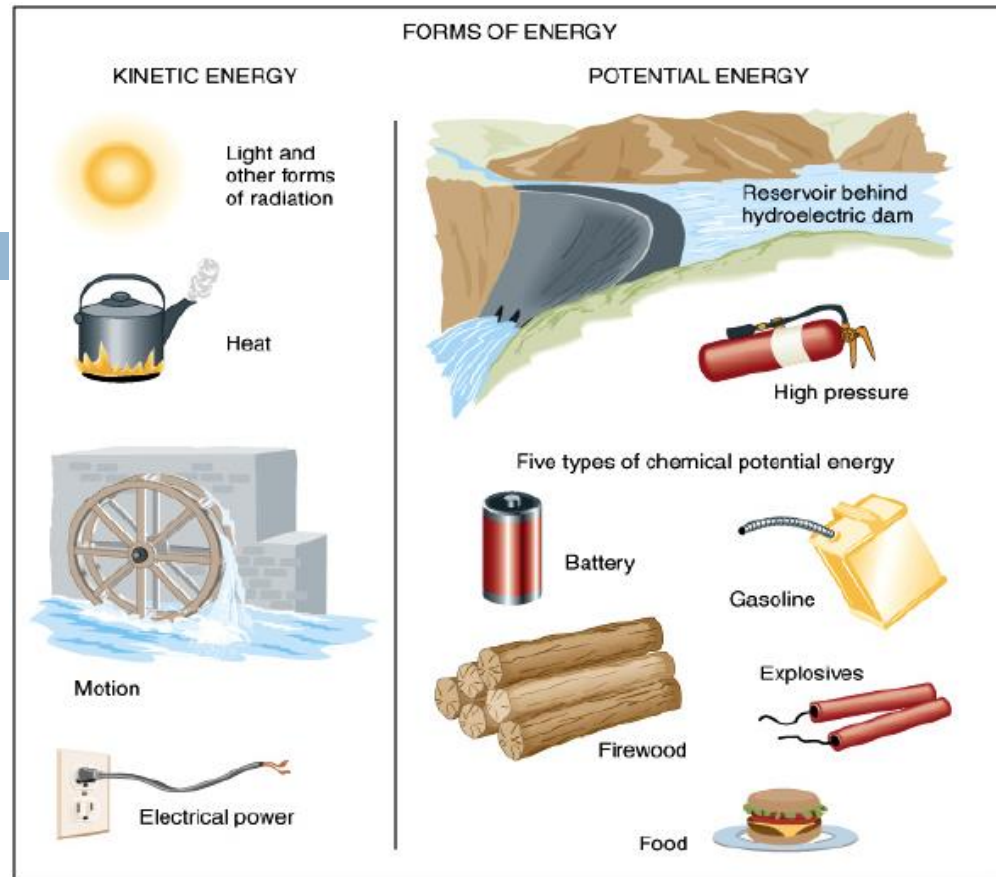 FORMS OF ENERGY
KINETIC ENERGY
Light and
other forms
of radiation
Heat
Motion
Electrical power
POTENTIAL ENERGY
Reservoir behind
hydroelectric dam
High pressure
Five types of chemical potential energy
Battery
Gasoline
Firewood
Explosives
Food